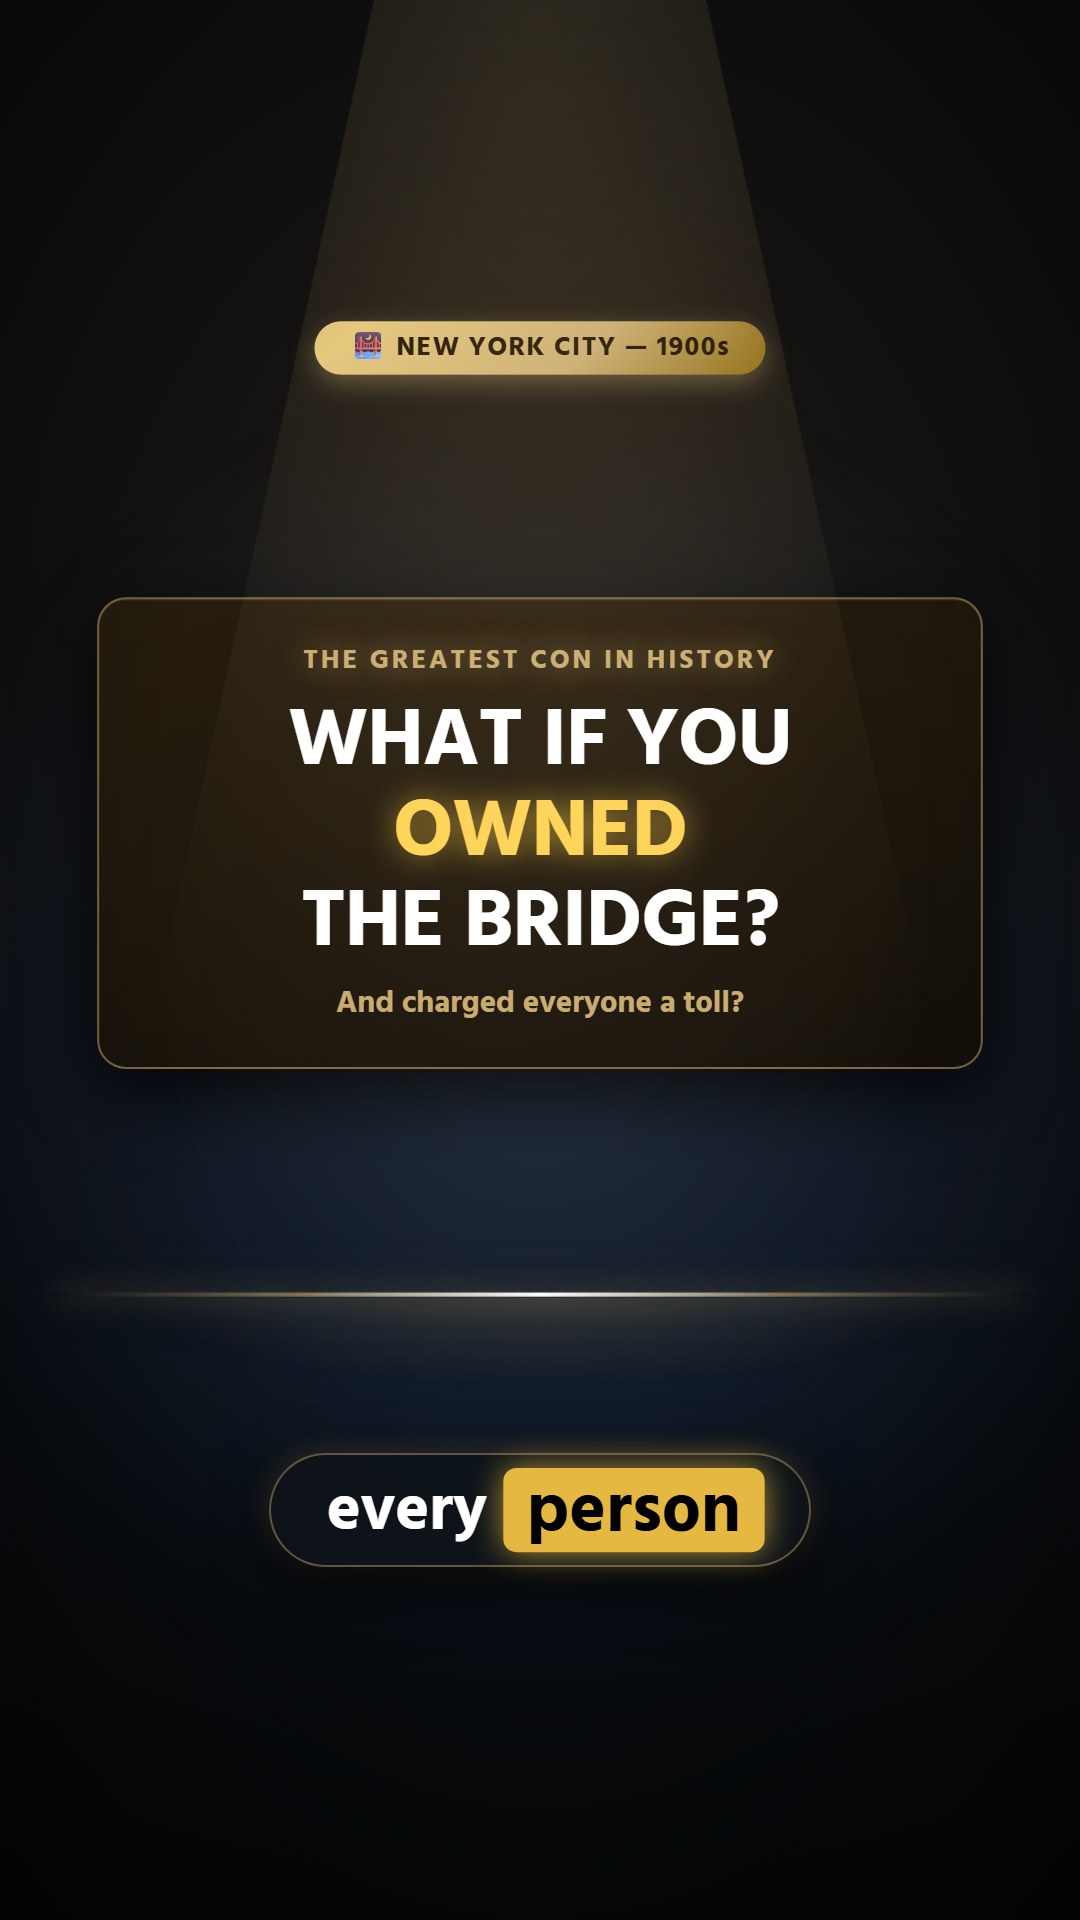 NEW YORK CITY — 1900s
THE GREATEST CON IN HISTORY
WHAT IF YOU
OWNED
THE BRIDGE?
And charged everyone a toll?
every person